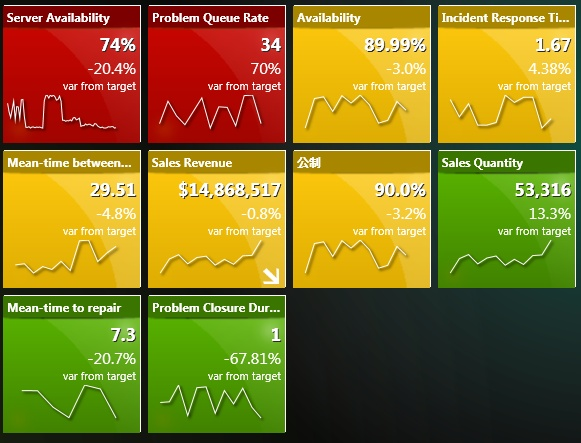 Server Availability
74%
-20.4%
var from target
Problem Queue Rate
34
70%
var from target
Availability
89.99%
-3.0%
var from target
Incident Response Ti...
1.67
4.38%
var from target
Mean-time between...
29.51
-4.8%
var from target
Sales Revenue
$14,868,517
-0.8%
var from target
公制
90.0%
-3.2%
var from target
Sales Quantity
53,316
13.3%
var from target
Mean-time to repair
7.3
-20.7%
var from target
Problem Closure Dur...
1
-67.81%
var from target